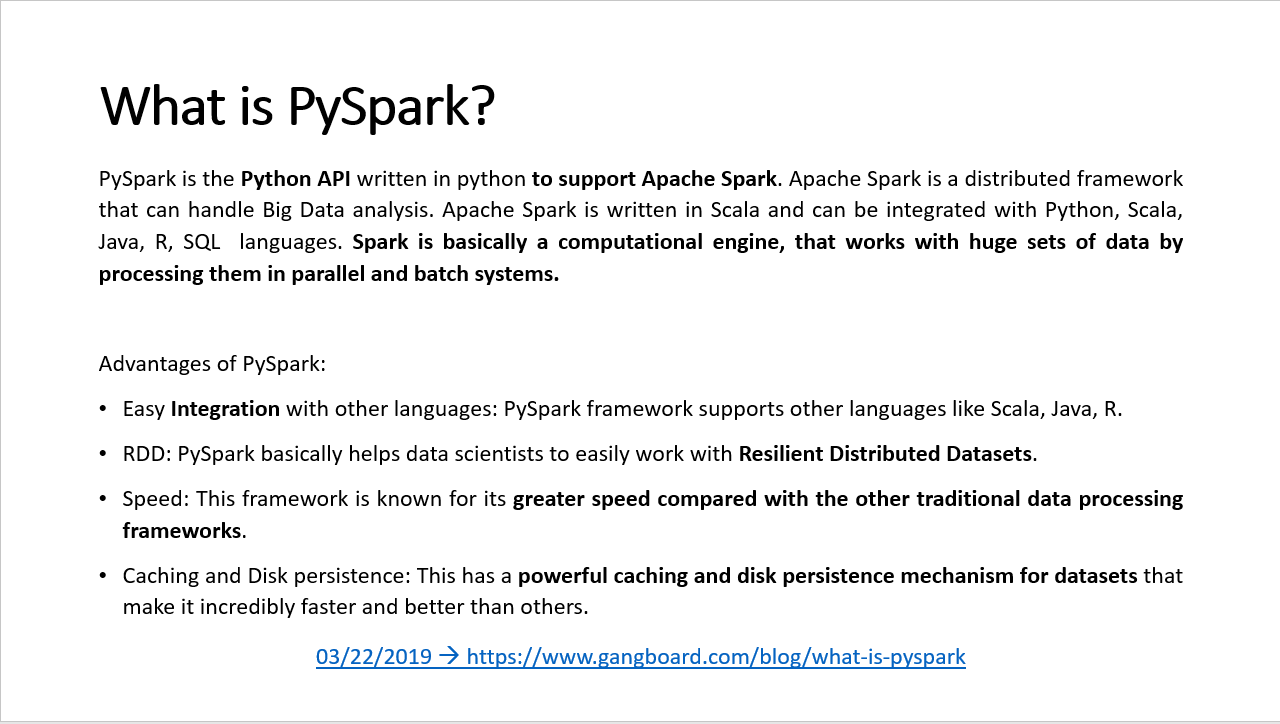 What is PySpark?
PySpark is the Python API written in python to support Apache Spark. Apache Spark is a distributed framework
that can handle Big Data analysis. Apache Spark is written in Scala and can be integrated with Python, Scala,
Java, R, SQL  languages. Spark is basically a computational engine, that works with huge sets of data by
processing them in parallel and batch systems.
Advantages of PySpark:
• Easy Integration with other languages: PySpark framework supports other languages like Scala, Java, R.
• RDD: PySpark basically helps data scientists to easily work with Resilient Distributed Datasets.
• Speed: This framework is known for its greater speed compared with the other traditional data processing
frameworks.
• Caching and Disk persistence: This has a powerful caching and disk persistence mechanism for datasets that
make it incredibly faster and better than others.
03/22/2019 → https://www.gangboard.com/blog/what-is-pyspark